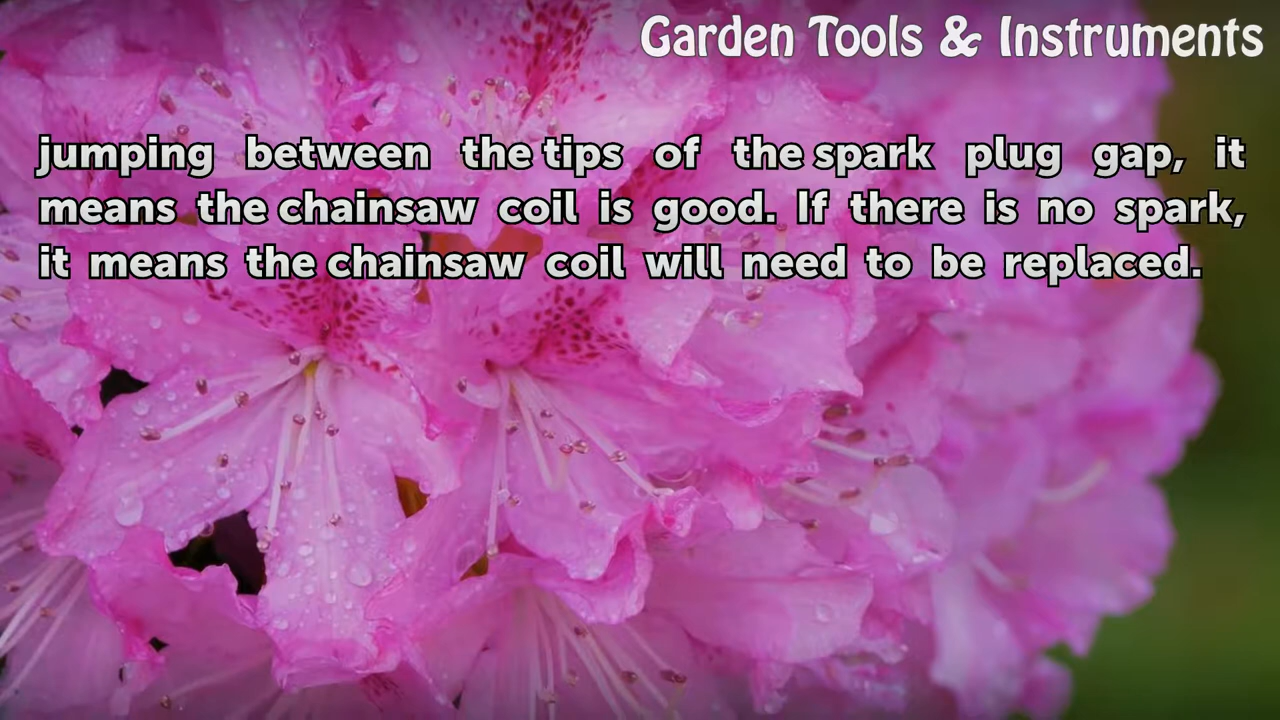 Garden Tools & Instruments
jumping between the tips of the spark plug gap, it
means the chainsaw coil is good. If there is no spark,
it means the chainsaw coil will need to be replaced.